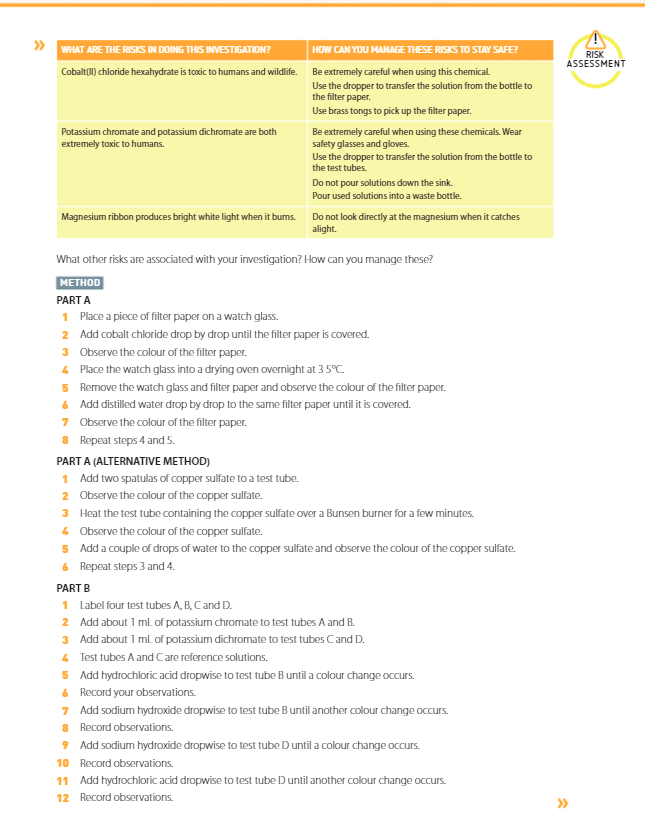 »
WHAT ARE THE RISKS IN DOING THIS INVESTIGATION?
HOW CAN YOU MANAGE THESE RISKS TO STAY SAFE?
!
RISK
ASSESSMENT
Cobalt(II) chloride hexahydrate is toxic to humans and wildlife.
Be extremely careful when using this chemical.
Use the dropper to transfer the solution from the bottle to
the filter paper.
Use brass tongs to pick up the filter paper.
Potassium chromate and potassium dichromate are both
extremely toxic to humans.
Be extremely careful when using these chemicals. Wear
safety glasses and gloves.
Use the dropper to transfer the solution from the bottle to
the test tubes.
Do not pour solutions down the sink.
Pour used solutions into a waste bottle.
Magnesium ribbon produces bright white light when it burns.
Do not look directly at the magnesium when it catches
alight.
What other risks are associated with your investigation? How can you manage these?
METHOD
PART A
1 Place a piece of filter paper on a watch glass.
2 Add cobalt chloride drop by drop until the filter paper is covered.
3 Observe the colour of the filter paper.
4 Place the watch glass into a drying oven overnight at 3 5°C.
5 Remove the watch glass and filter paper and observe the colour of the filter paper.
6 Add distilled water drop by drop to the same filter paper until it is covered.
7 Observe the colour of the filter paper.
8 Repeat steps 4 and 5.
PART A (ALTERNATIVE METHOD)
1 Add two spatulas of copper sulfate to a test tube.
2 Observe the colour of the copper sulfate.
3 Heat the test tube containing the copper sulfate over a Bunsen burner for a few minutes.
4 Observe the colour of the copper sulfate.
5 Add a couple of drops of water to the copper sulfate and observe the colour of the copper sulfate.
6 Repeat steps 3 and 4.
PART B
1 Label four test tubes A, B, C and D.
2 Add about 1 mL of potassium chromate to test tubes A and B.
3 Add about 1 mL of potassium dichromate to test tubes C and D.
4 Test tubes A and C are reference solutions.
5 Add hydrochloric acid dropwise to test tube B until a colour change occurs.
6 Record your observations.
7 Add sodium hydroxide dropwise to test tube B until another colour change occurs.
8 Record observations.
9 Add sodium hydroxide dropwise to test tube D until a colour change occurs.
10 Record observations.
11 Add hydrochloric acid dropwise to test tube D until another colour change occurs.
12 Record observations.
»